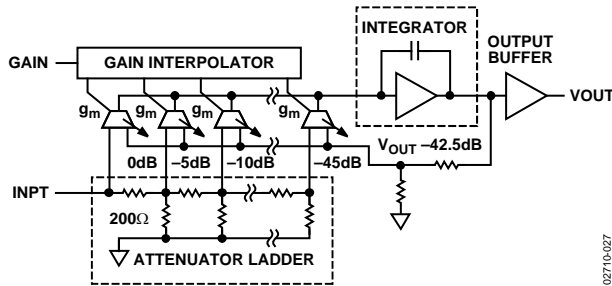 INTEGRATOR
GAIN
GAIN INTERPOLATOR
OUTPUT
BUFFER
gm
gm
gm
gm
VOUT
0dB
–5dB
–10dB
–45dB
VOUT –42.5dB
INPT
200Ω
ATTENUATOR LADDER
02710-027